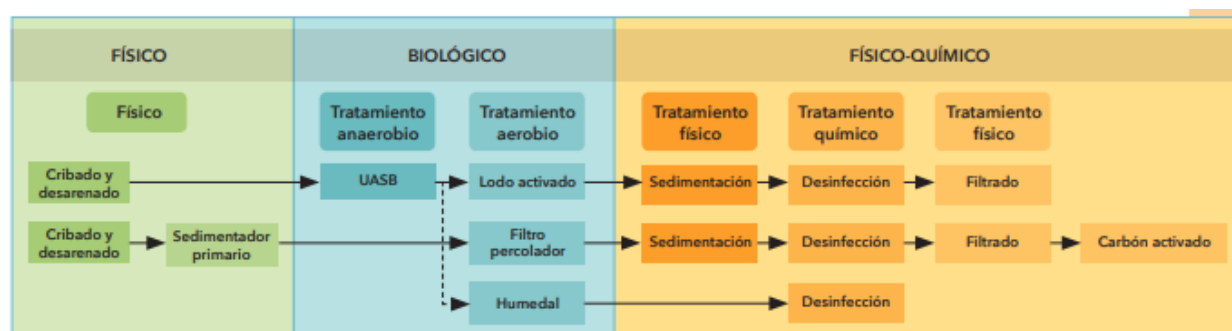 FÍSICO
BIOLÓGICO
FÍSICO-QUÍMICO
Físico
Tratamiento
anaerobio
Tratamiento
aerobio
Tratamiento
físico
Tratamiento
químico
Tratamiento
físico
Cribado y
desarenado
UASB
Lodo activado
Sedimentación
Desinfección
Filtrado
Cribado y
desarenado
Sedimentador
primario
Filtro
percolador
Sedimentación
Desinfección
Filtrado
Carbón activado
Humedal
Desinfección